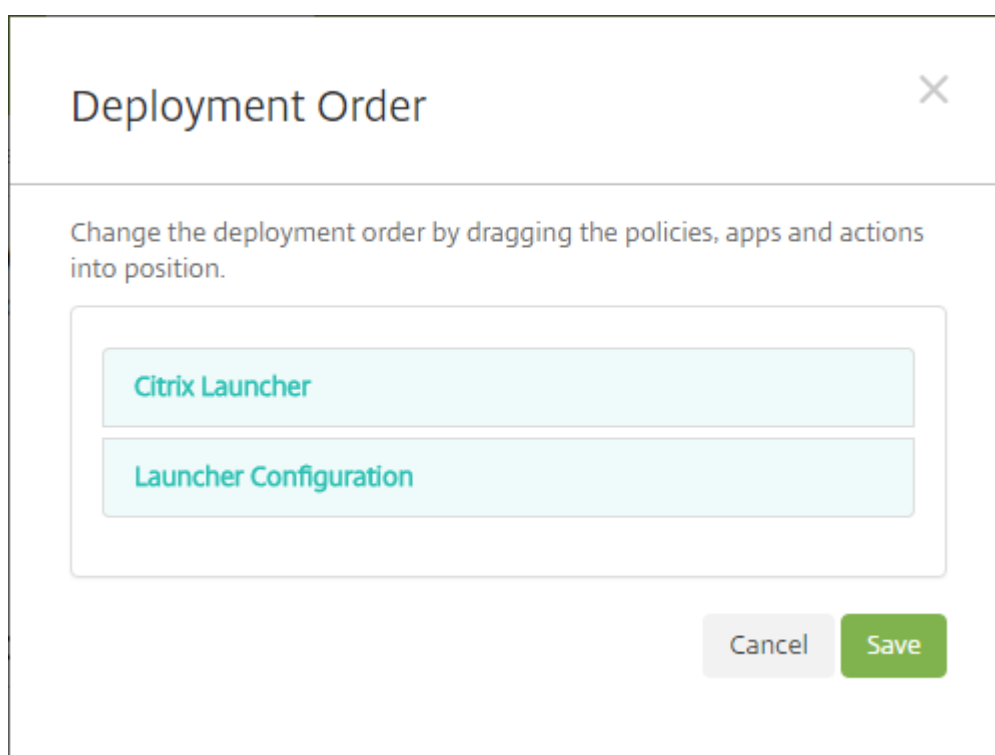 Deployment Order
Change the deployment order by dragging the policies, apps and actions
into position.
Citrix Launcher
Launcher Configuration
Cancel
Save